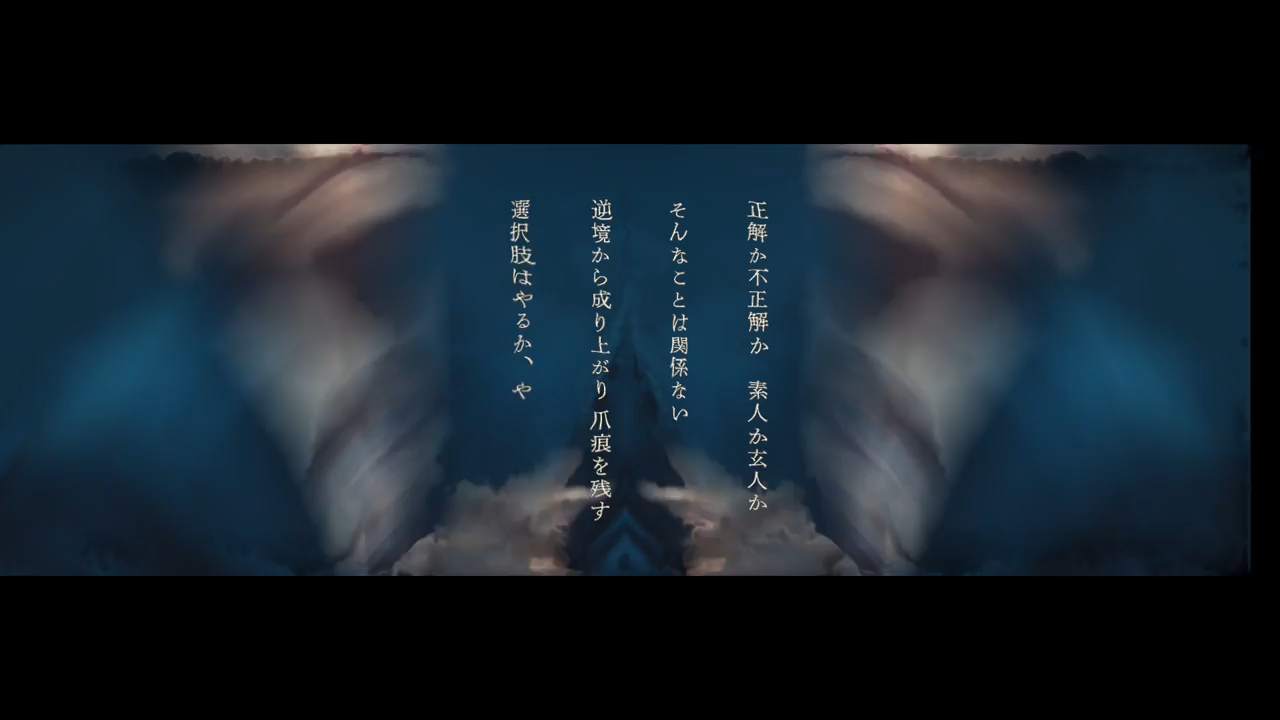 正解か不正解か　素人か玄人か
そんなことは関係ない
逆境から成り上がり爪痕を残す
選択肢はやるか、や